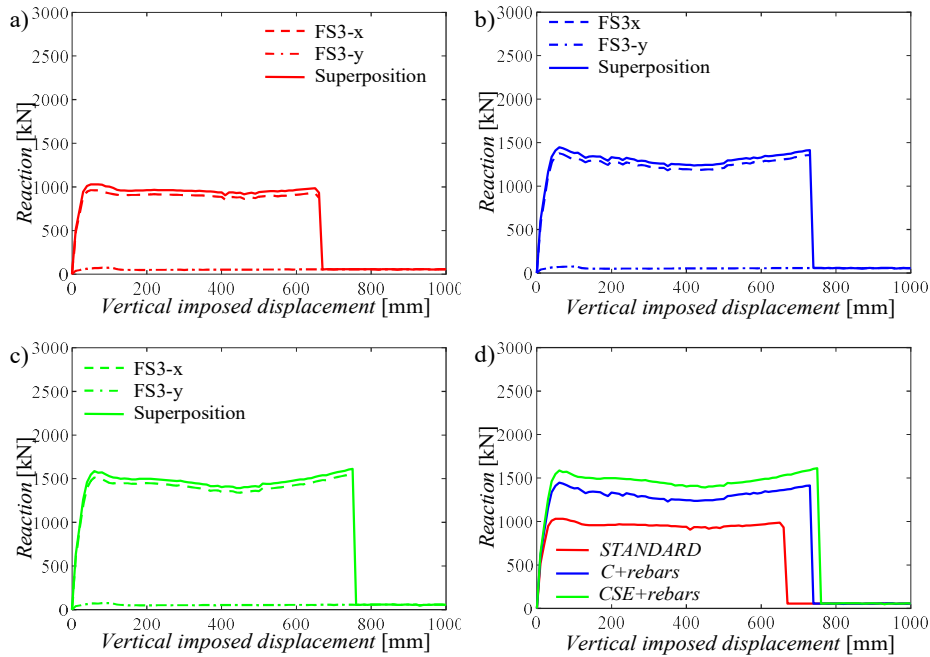 a)
3000
2500
2000
1500
1000
500
0
Reaction [kN]
FS3-x
FS3-y
Superposition
0 200 400 600 800 100
Vertical imposed displacement [mm]
b)
3000
2500
2000
1500
1000
500
0
Reaction [kN]
FS3x
FS3-y
Superposition
0 200 400 600 800 1000
Vertical imposed displacement [mm]
c)
3000
2500
2000
1500
1000
500
0
Reaction [kN]
FS3-x
FS3-y
Superposition
0 200 400 600 800 1000
Vertical imposed displacement [mm]
d)
3000
2500
2000
1500
1000
500
0
Reaction [kN]
STANDARD
C+rebars
CSE+rebars
0 200 400 600 800 1000
Vertical imposed displacement [mm]